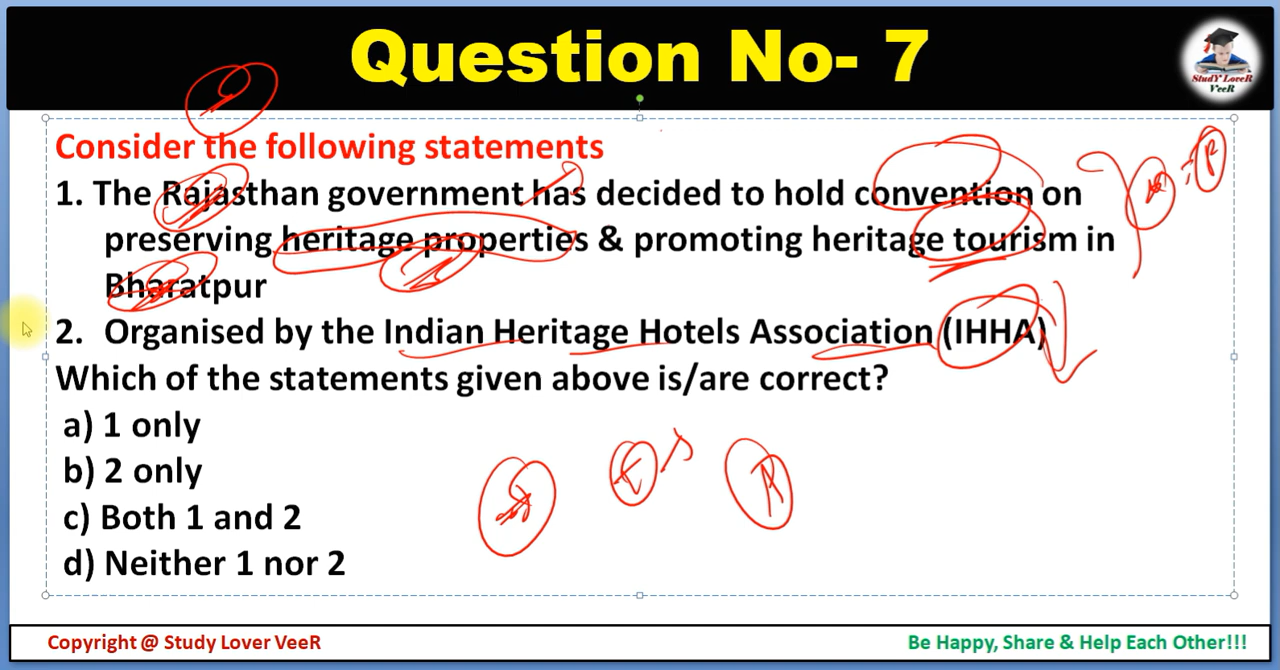 Question No- 7
StudY LoveR
VeeR
Consider the following statements
1. The Rajasthan government has decided to hold convention on
preserving heritage properties & promoting heritage tourism in
Bharatpur
2. Organised by the Indian Heritage Hotels Association (IHHA)
Which of the statements given above is/are correct?
a) 1 only
b) 2 only
c) Both 1 and 2
d) Neither 1 nor 2
Copyright @ Study Lover VeeR
Be Happy, Share & Help Each Other!!!